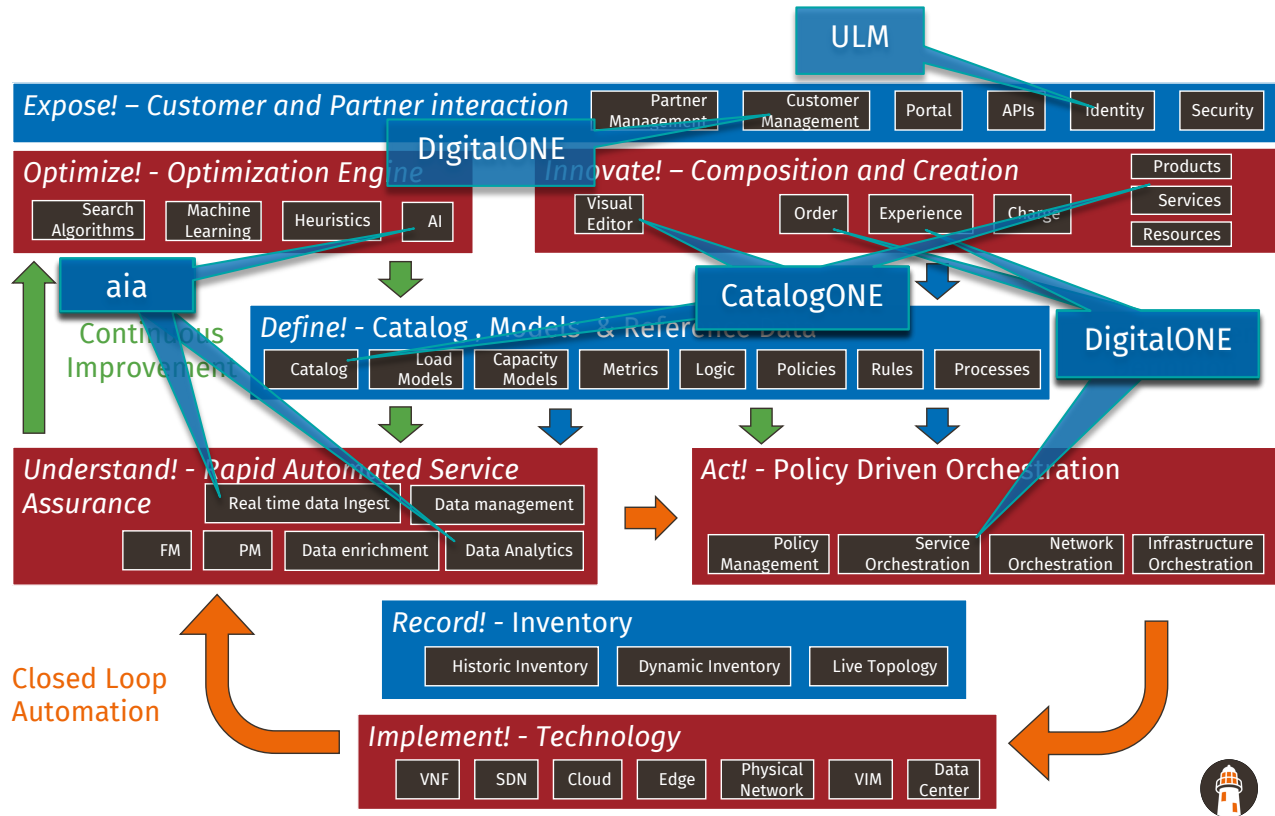 ULM
Expose! – Customer and Partner interaction
Partner
Management
Customer
Management
Portal
APIs
Identity
Security
DigitalONE
Optimize! - Optimization Engine
Search
Algorithms
Machine
Learning
Heuristics
AI
Innovate! – Composition and Creation
Visual
Editor
Order
Experience
Charge
Products
Services
Resources
aia
CatalogONE
DigitalONE
Continuous
Improvement
Define! - Catalog , Models & Reference Data
Catalog
Load
Models
Capacity
Models
Metrics
Logic
Policies
Rules
Processes
Understand! - Rapid Automated Service
Assurance
Real time data Ingest
Data management
FM
PM
Data enrichment
Data Analytics
Act! - Policy Driven Orchestration
Policy
Management
Service
Orchestration
Network
Orchestration
Infrastructure
Orchestration
Record! - Inventory
Historic Inventory
Dynamic Inventory
Live Topology
Closed Loop
Automation
Implement! - Technology
VNF
SDN
Cloud
Edge
Physical
Network
VIM
Data
Center